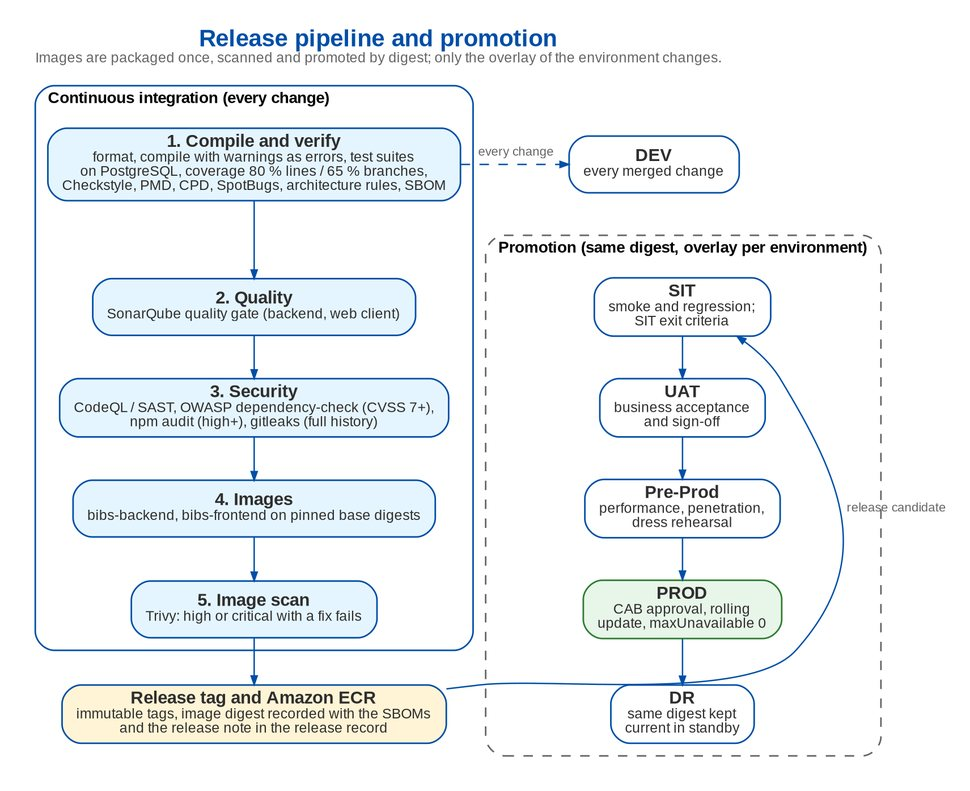 Release pipeline and promotion
Images are packaged once, scanned and promoted by digest; only the overlay of the environment changes.
Continuous integration (every change)
1. Compile and verify
format, compile with warnings as errors, test suites
on PostgreSQL, coverage 80 % lines / 65 % branches,
Checkstyle, PMD, CPD, SpotBugs, architecture rules, SBOM
every change
DEV
every merged change
2. Quality
SonarQube quality gate (backend, web client)
3. Security
CodeQL / SAST, OWASP dependency-check (CVSS 7+),
npm audit (high+), gitleaks (full history)
4. Images
bibs-backend, bibs-frontend on pinned base digests
5. Image scan
Trivy: high or critical with a fix fails
Release tag and Amazon ECR
immutable tags, image digest recorded with the SBOMs
and the release note in the release record
Promotion (same digest, overlay per environment)
SIT
smoke and regression;
SIT exit criteria
UAT
business acceptance
and sign-off
Pre-Prod
performance, penetration,
dress rehearsal
release candidate
PROD
CAB approval, rolling
update, maxUnavailable 0
DR
same digest kept
current in standby